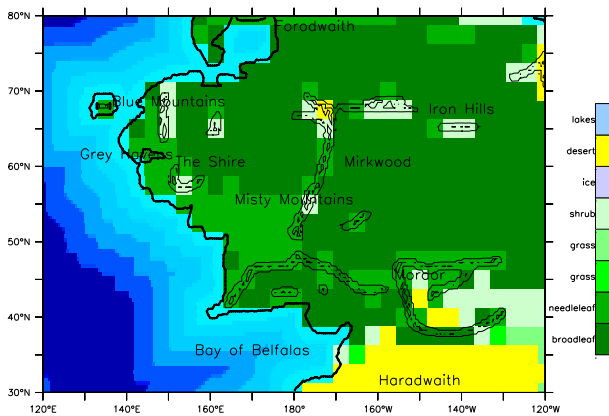 80°N
Forodwaith
lakes
Blue Mountains
70°N
Iron Hills
desert
Grey Havens
The Shire
Mirkwood
60°N
ice
Misty Mountains
shrub
50°N
grass
Mordor
grass
40°N
needleleaf
Bay of Belfalas
broadleaf
Haradwaith
30°N
120°E
140°E
160°E
180°W
160°W
140°W
120°W